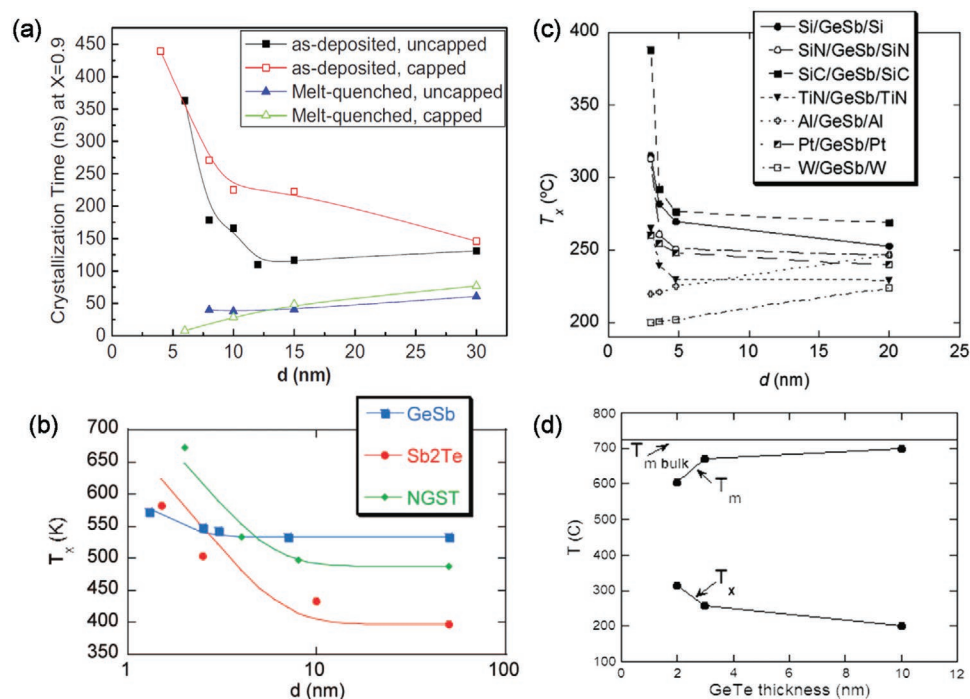 (a)
Crystallization Time (ns) at X=0.9
450
400
350
300
250
200
150
100
50
0
as-deposited, uncapped
as-deposited, capped
Melt-quenched, uncapped
Melt-quenched, capped
0 5 10 15 20 25 30
d (nm)
(c)
T_x (ºC)
400
350
300
250
200
Si/GeSb/Si
SiN/GeSb/SiN
SiC/GeSb/SiC
TiN/GeSb/TiN
Al/GeSb/Al
Pt/GeSb/Pt
W/GeSb/W
0 5 10 15 20 25
d (nm)
(b)
T_x (K)
700
650
600
550
500
450
400
350
GeSb
Sb2Te
NGST
1 10 100
d (nm)
(d)
T (C)
800
700
600
500
400
300
200
100
T_m bulk
T_m
T_x
0 2 4 6 8 10 12
GeTe thickness (nm)